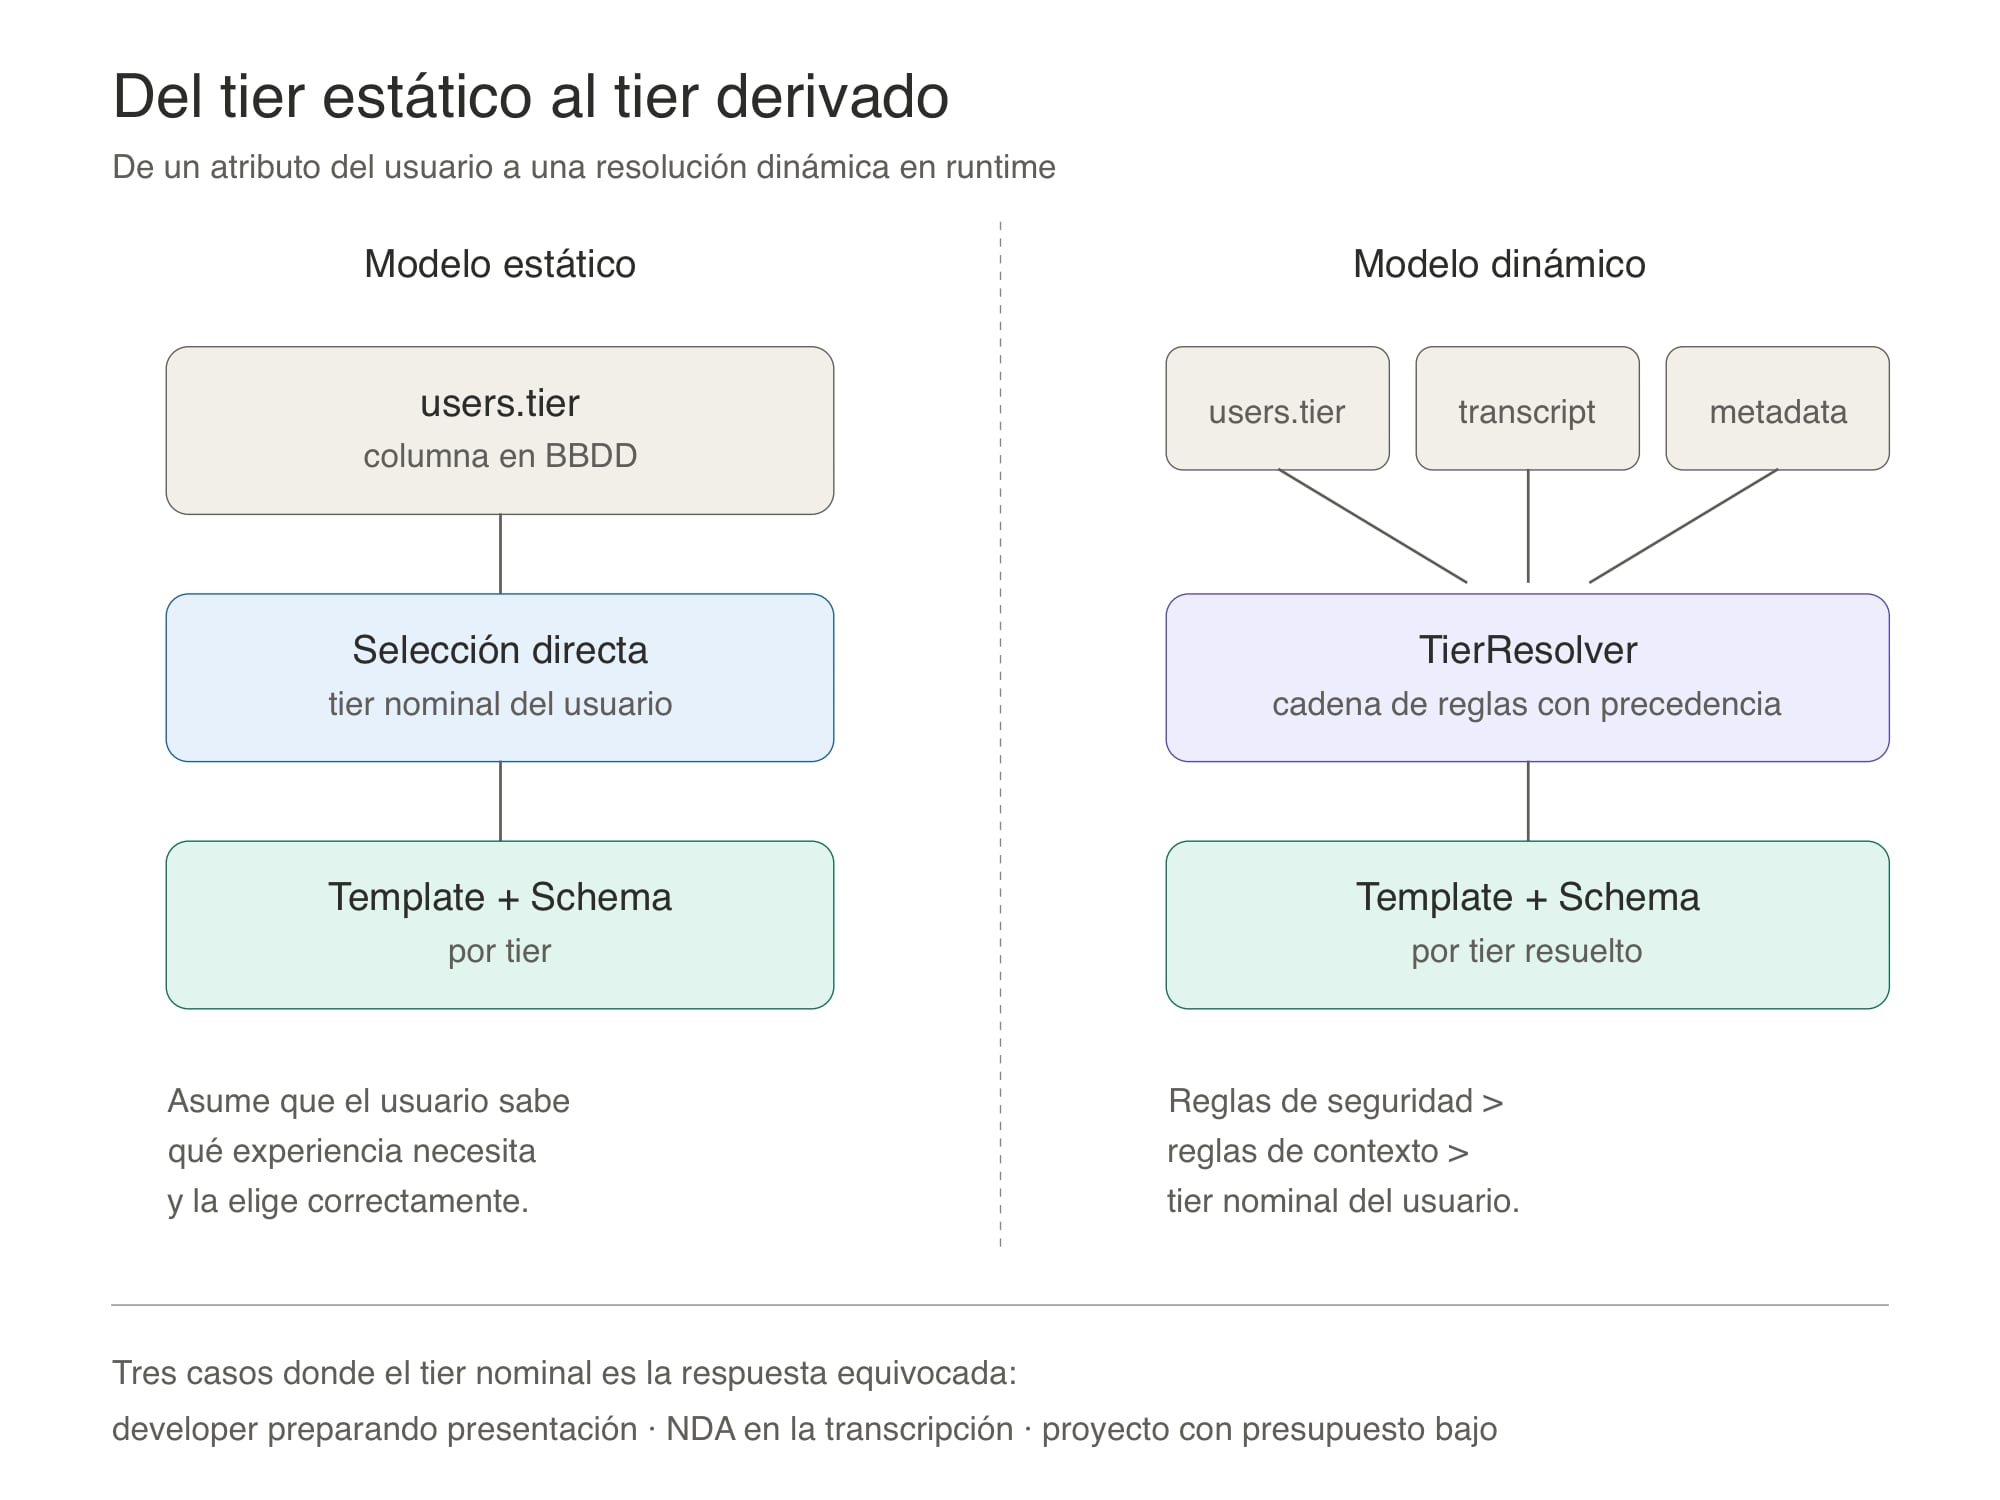 Del tier estático al tier derivado
De un atributo del usuario a una resolución dinámica en runtime
Modelo estático
users.tier
columna en BBDD
Selección directa
tier nominal del usuario
Template + Schema
por tier
Asume que el usuario sabe
qué experiencia necesita
y la elige correctamente.
Modelo dinámico
users.tier
transcript
metadata
TierResolver
cadena de reglas con precedencia
Template + Schema
por tier resuelto
Reglas de seguridad >
reglas de contexto >
tier nominal del usuario.
Tres casos donde el tier nominal es la respuesta equivocada:
developer preparando presentación · NDA en la transcripción · proyecto con presupuesto bajo